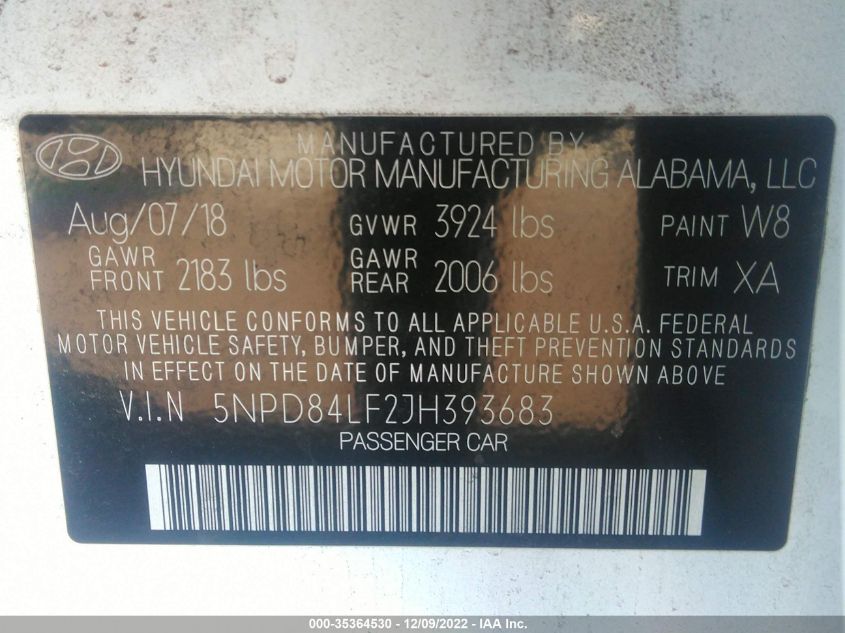 MANUFACTURED BY
HYUNDAI MOTOR MANUFACTURING ALABAMA, LLC
Aug/07/18 GVWR 3924 lbs PAINT W8
GAWR FRONT 2183 lbs GAWR REAR 2006 lbs TRIM XA
THIS VEHICLE CONFORMS TO ALL APPLICABLE U.S.A. FEDERAL
MOTOR VEHICLE SAFETY, BUMPER, AND THEFT PREVENTION STANDARDS
IN EFFECT ON THE DATE OF MANUFACTURE SHOWN ABOVE
V.I.N 5NPD84LF2JH393683
PASSENGER CAR
000-35364530 - 12/09/2022 - IAA Inc.